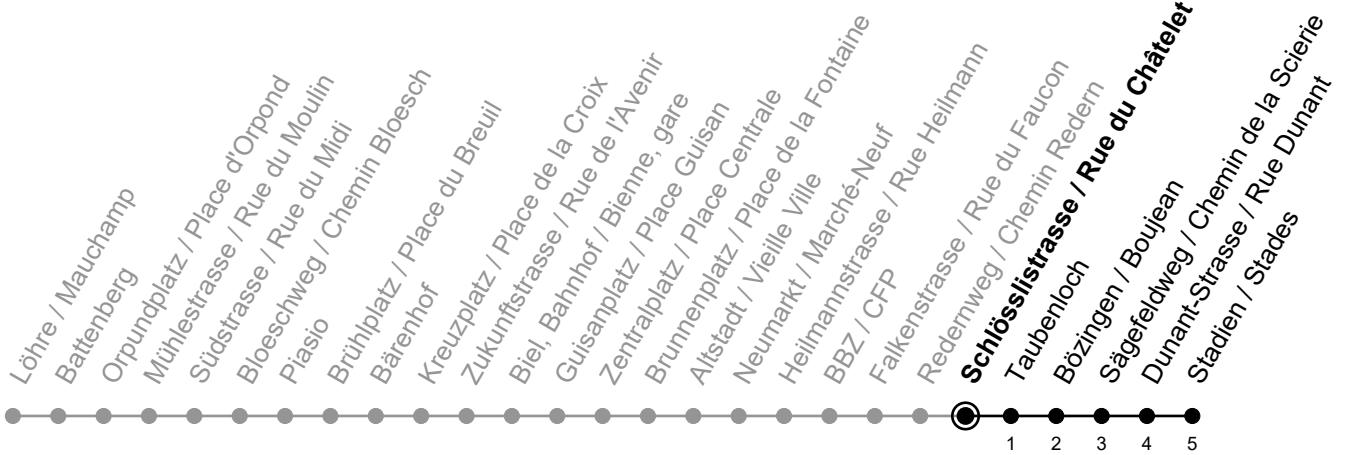 Löhre / Mauchamp
Battenberg
Orpundplatz / Place d'Orpond
Mühlestrasse / Rue du Moulin
Südstrasse / Rue du Midi
Bloeschweg / Chemin Bloesch
Piasio
Brühlplatz / Place du Breuil
Bärenhof
Kreuzplatz / Place de la Croix
Zukunftstrasse / Rue de l'Avenir
Biel, Bahnhof / Bienne, gare
Guisanplatz / Place Guisan
Zentralplatz / Place Centrale
Brunnenplatz / Place de la Fontaine
Altstadt / Vieille Ville
Neumarkt / Marché-Neuf
Heilmannstrasse / Rue Heilmann
BBZ / CFP
Falkenstrasse / Rue du Faucon
Redernweg / Chemin Redern
Schlösslistrasse / Rue du Châtelet
Taubenloch
Bözingen / Boujean
Sägefeldweg / Chemin de la Scierie
Dunant-Strasse / Rue Dunant
Stadien / Stades
1 2 3 4 5